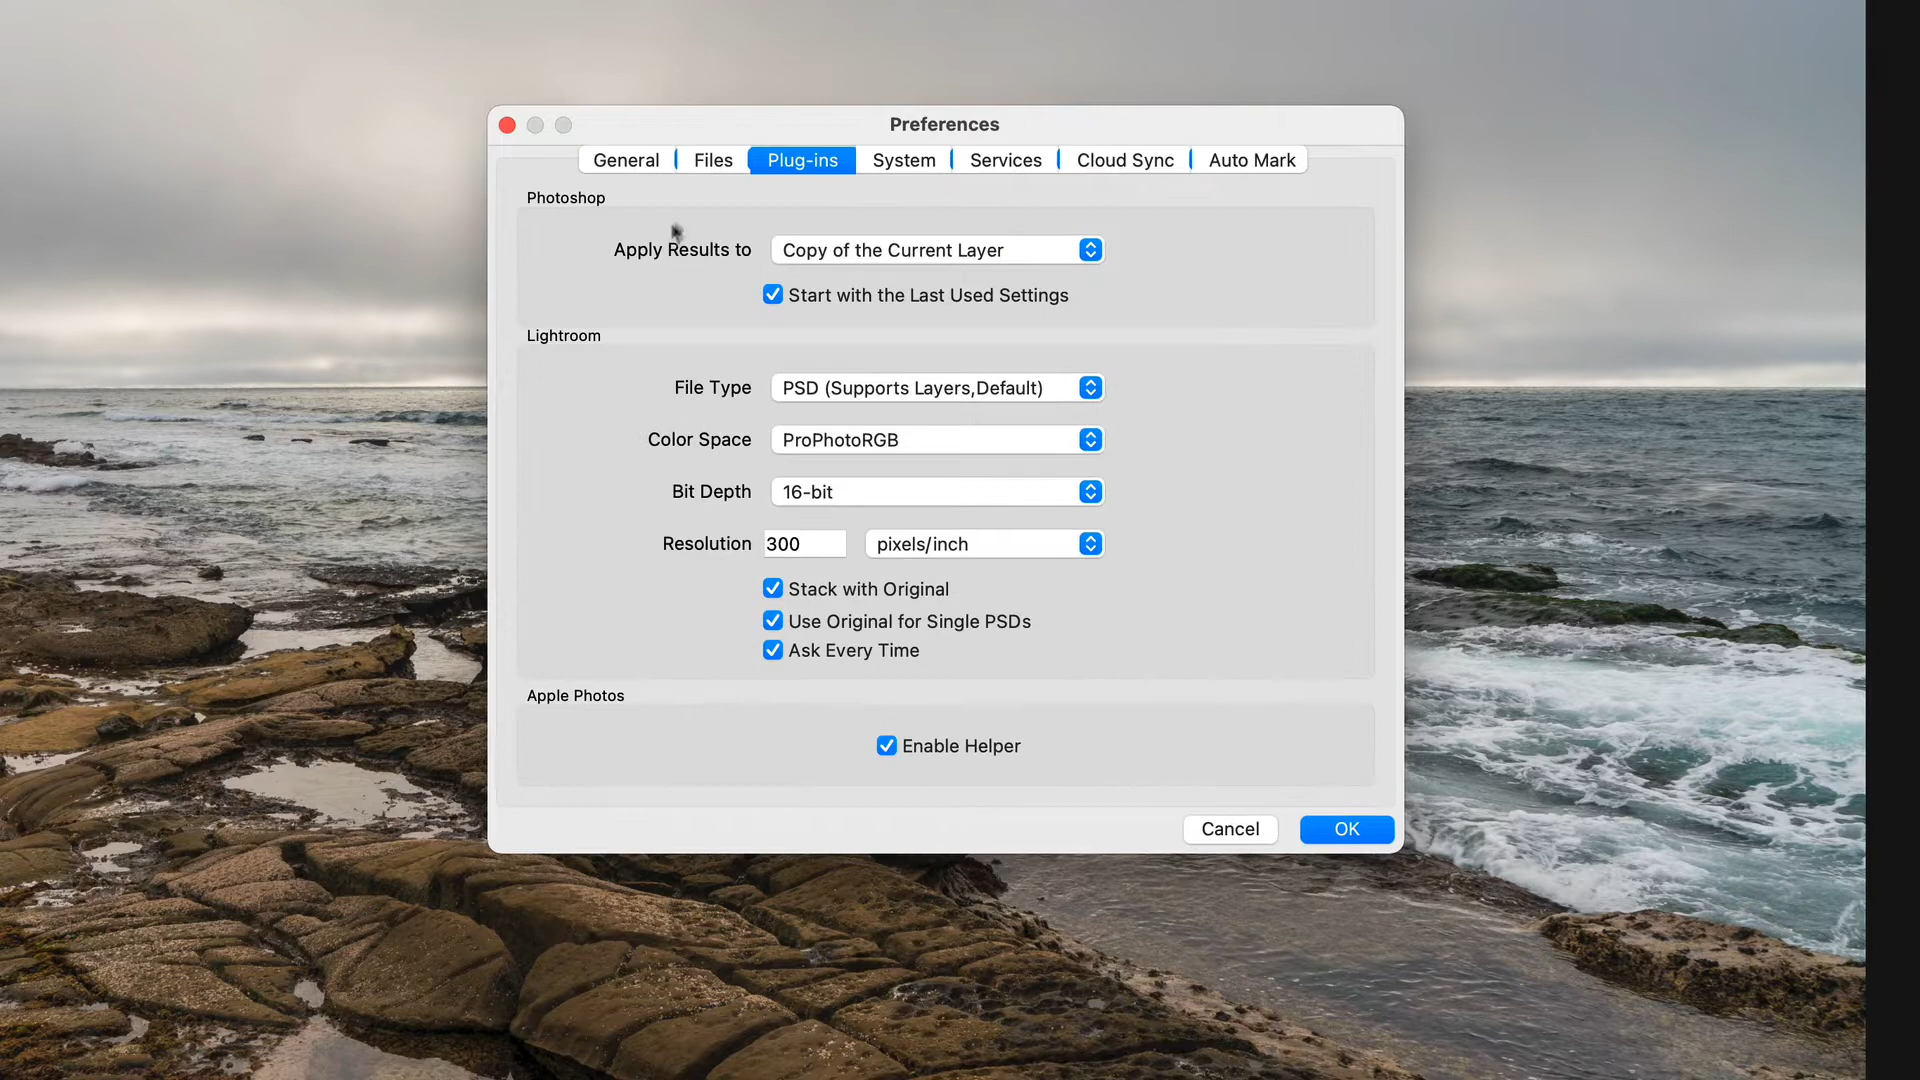 Preferences
General Files Plug-ins System Services Cloud Sync Auto Mark
Photoshop
Apply Results to Copy of the Current Layer
Start with the Last Used Settings
Lightroom
File Type PSD (Supports Layers,Default)
Color Space ProPhotoRGB
Bit Depth 16-bit
Resolution 300 pixels/inch
Stack with Original
Use Original for Single PSDs
Ask Every Time
Apple Photos
Enable Helper
Cancel OK